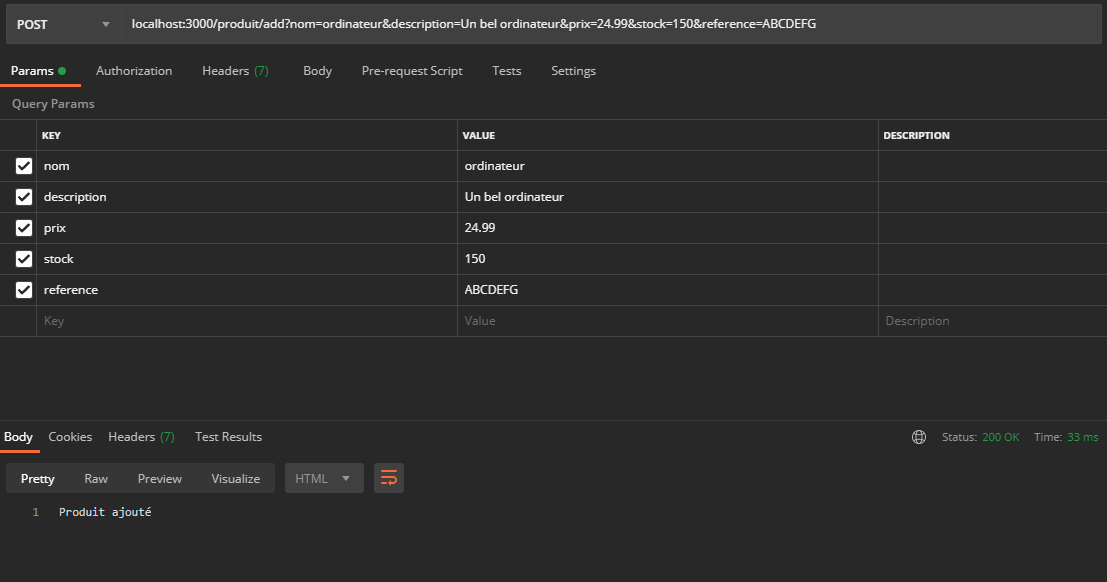 POST localhost:3000/produit/add?nom=ordinateur&description=Un bel ordinateur&prix=24.99&stock=150&reference=ABCDEFG
Params Authorization Headers (7) Body Pre-request Script Tests Settings
Query Params
KEY VALUE DESCRIPTION
nom ordinateur
description Un bel ordinateur
prix 24.99
stock 150
reference ABCDEFG
Key Value Description
Body Cookies Headers (7) Test Results Status: 200 OK Time: 33 ms
Pretty Raw Preview Visualize HTML
1 Produit ajouté